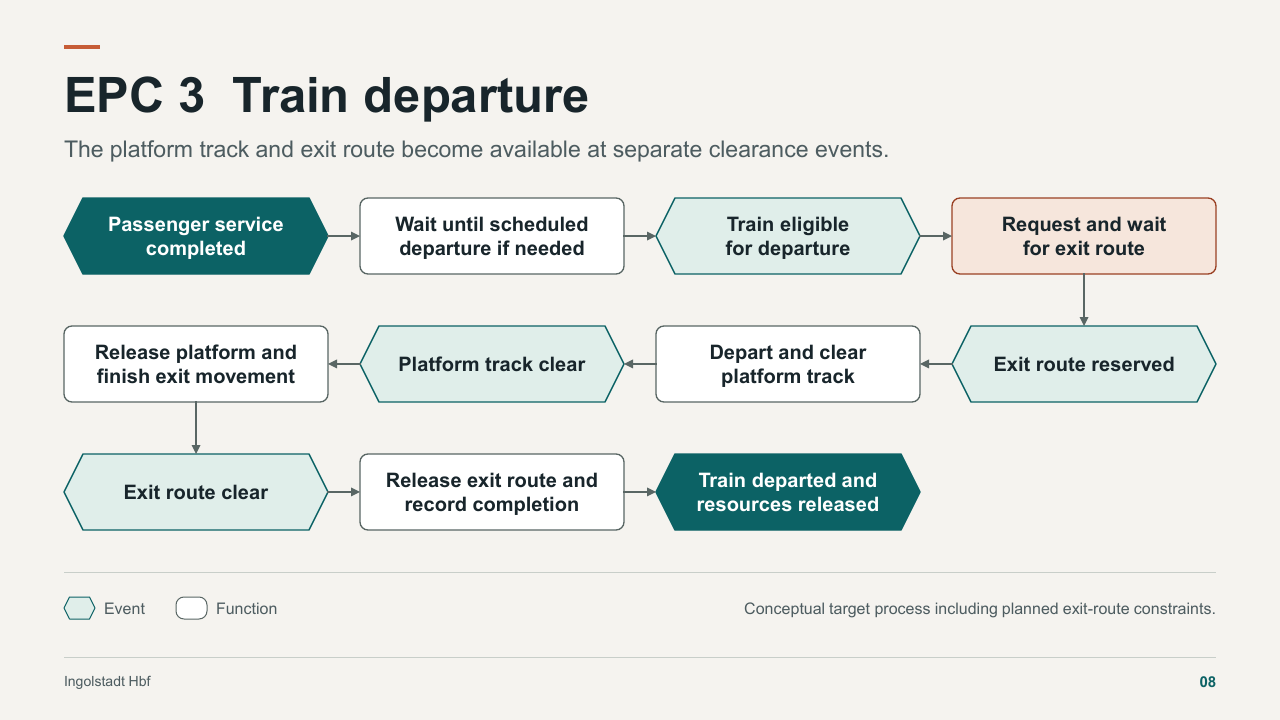 EPC 3  Train departure
The platform track and exit route become available at separate clearance events.
Passenger service
completed
Wait until scheduled
departure if needed
Train eligible
for departure
Request and wait
for exit route
Release platform and
finish exit movement
Platform track clear
Depart and clear
platform track
Exit route reserved
Exit route clear
Release exit route and
record completion
Train departed and
resources released
Event
Function
Conceptual target process including planned exit-route constraints.
Ingolstadt Hbf
08